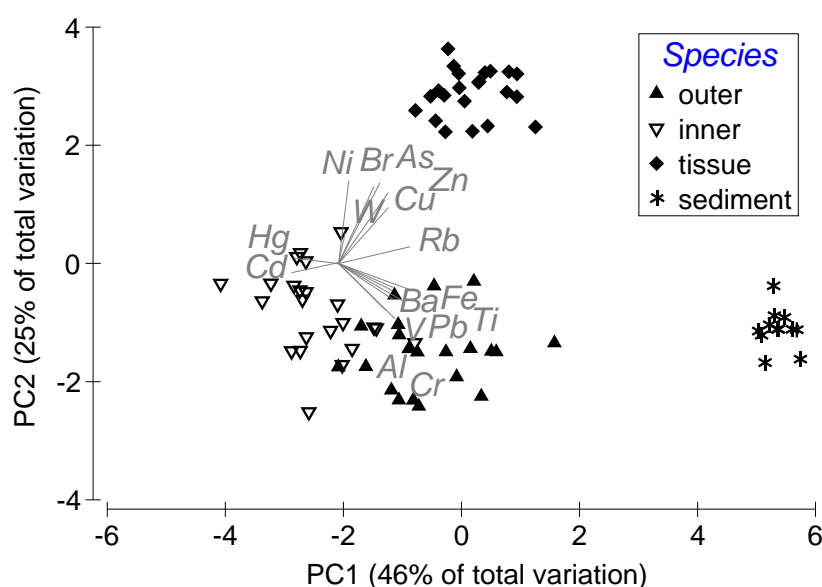 4
2
0
-2
-4
PC2 (25% of total variation)
Species
outer
inner
tissue
sediment
Ni Br As
Zn
W Cu
Hg Rb
Cd
Ba Fe
V Pb Ti
Al
Cr
-6 -4 -2 0 2 4 6
PC1 (46% of total variation)